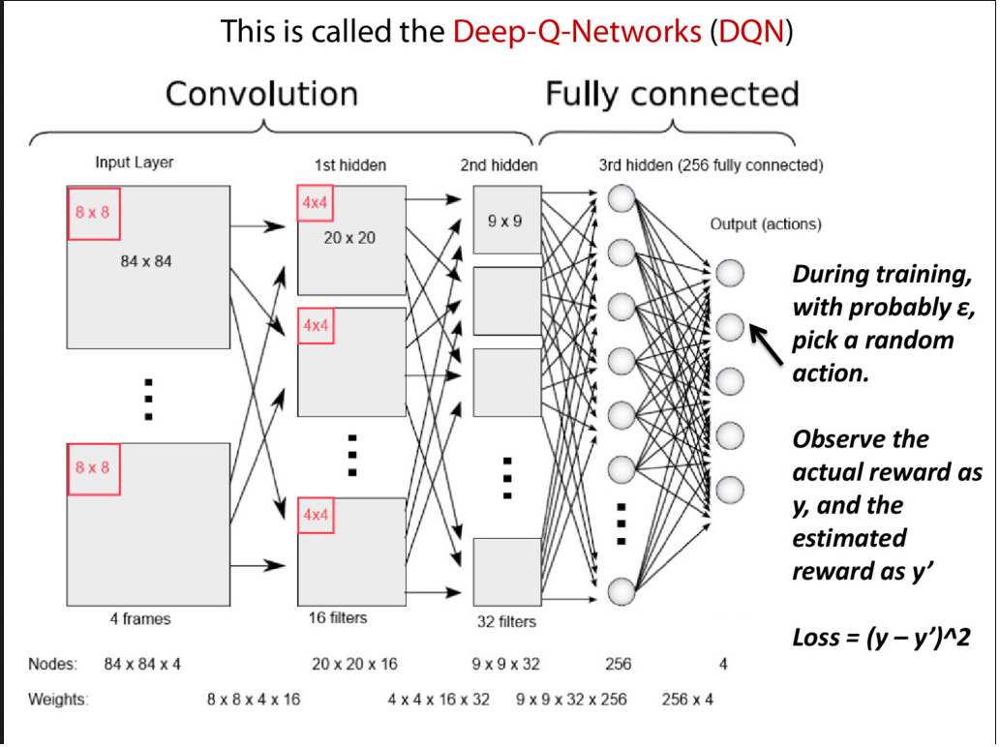 This is called the Deep-Q-Networks (DQN)
Convolution
Fully connected
Input Layer
1st hidden
2nd hidden
3rd hidden (256 fully connected)
Output (actions)
8 x 8
84 x 84
4x4
20 x 20
9 x 9
4x4
8 x 8
4x4
4 frames
16 filters
32 filters
During training,
with probably ε,
pick a random
action.
Observe the
actual reward as
y, and the
estimated
reward as y’
Loss = (y – y’)^2
Nodes: 84 x 84 x 4 20 x 20 x 16 9 x 9 x 32 256 4
Weights: 8 x 8 x 4 x 16 4 x 4 x 16 x 32 9 x 9 x 32 x 256 256 x 4